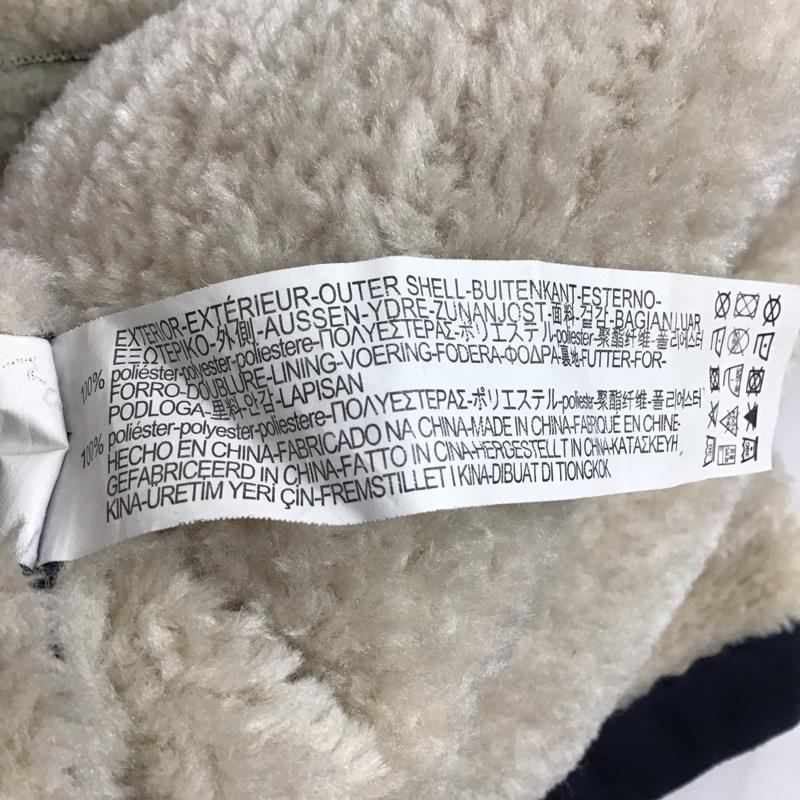 EXTERIOR-EXTÉRIEUR-OUTER SHELL-BUITENKANT-ESTERNO-
ΕΞΩΤΕΡΙΚΟ-外側-AUSSEN-YDRE-ZUNANJOST-面料-겉감-BAGIAN LUAR
100% poliéster-polyester-poliestere-ΠΟΛΥΕΣΤΕΡΑΣ-ポリエステル-poliester-聚酯纤维-폴리에스터
FORRO-DOUBLURE-LINING-VOERING-FODERA-ΦΟΔΡΑ-裏地-FUTTER-FOR-
PODLOGA-里料-안감-LAPISAN
100% poliéster-polyester-poliestere-ΠΟΛΥΕΣΤΕΡΑΣ-ポリエステル-poliester-聚酯纤维-폴리에스터
HECHO EN CHINA-FABRICADO NA CHINA-MADE IN CHINA-FABRIQUÉ EN CHINE-
GEFABRICEERD IN CHINA-FATTO IN CINA-HERGESTELLT IN CHINA-ΚΑΤΑΣΚΕΥΗ
KINA-ÜRETIM YERİ ÇİN-FREMSTILLET I KINA-DIBUAT DI TIONGKOK